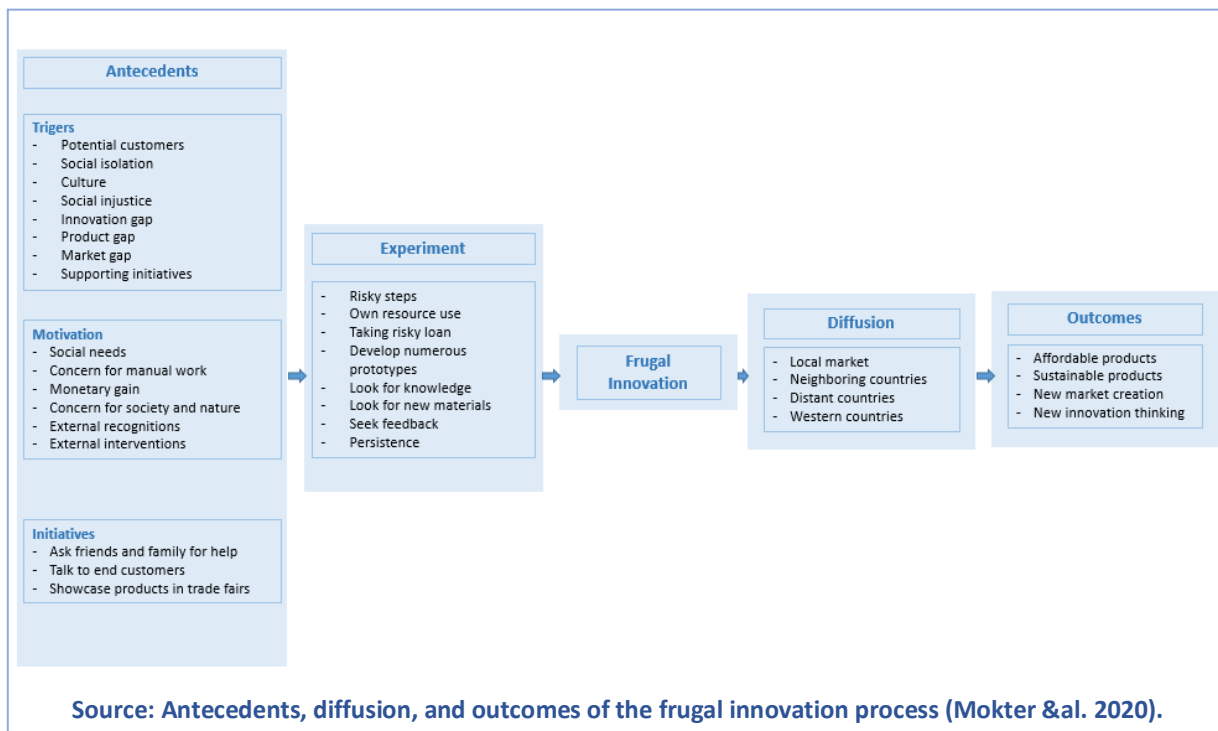 Antecedents
Trigers
- Potential customers
- Social isolation
- Culture
- Social injustice
- Innovation gap
- Product gap
- Market gap
- Supporting initiatives
Motivation
- Social needs
- Concern for manual work
- Monetary gain
- Concern for society and nature
- External recognitions
- External interventions
Initiatives
- Ask friends and family for help
- Talk to end customers
- Showcase products in trade fairs
Experiment
- Risky steps
- Own resource use
- Taking risky loan
- Develop numerous
prototypes
- Look for knowledge
- Look for new materials
- Seek feedback
- Persistence
Frugal
Innovation
Diffusion
- Local market
- Neighboring countries
- Distant countries
- Western countries
Outcomes
- Affordable products
- Sustainable products
- New market creation
- New innovation thinking
Source: Antecedents, diffusion, and outcomes of the frugal innovation process (Mokter &al. 2020).